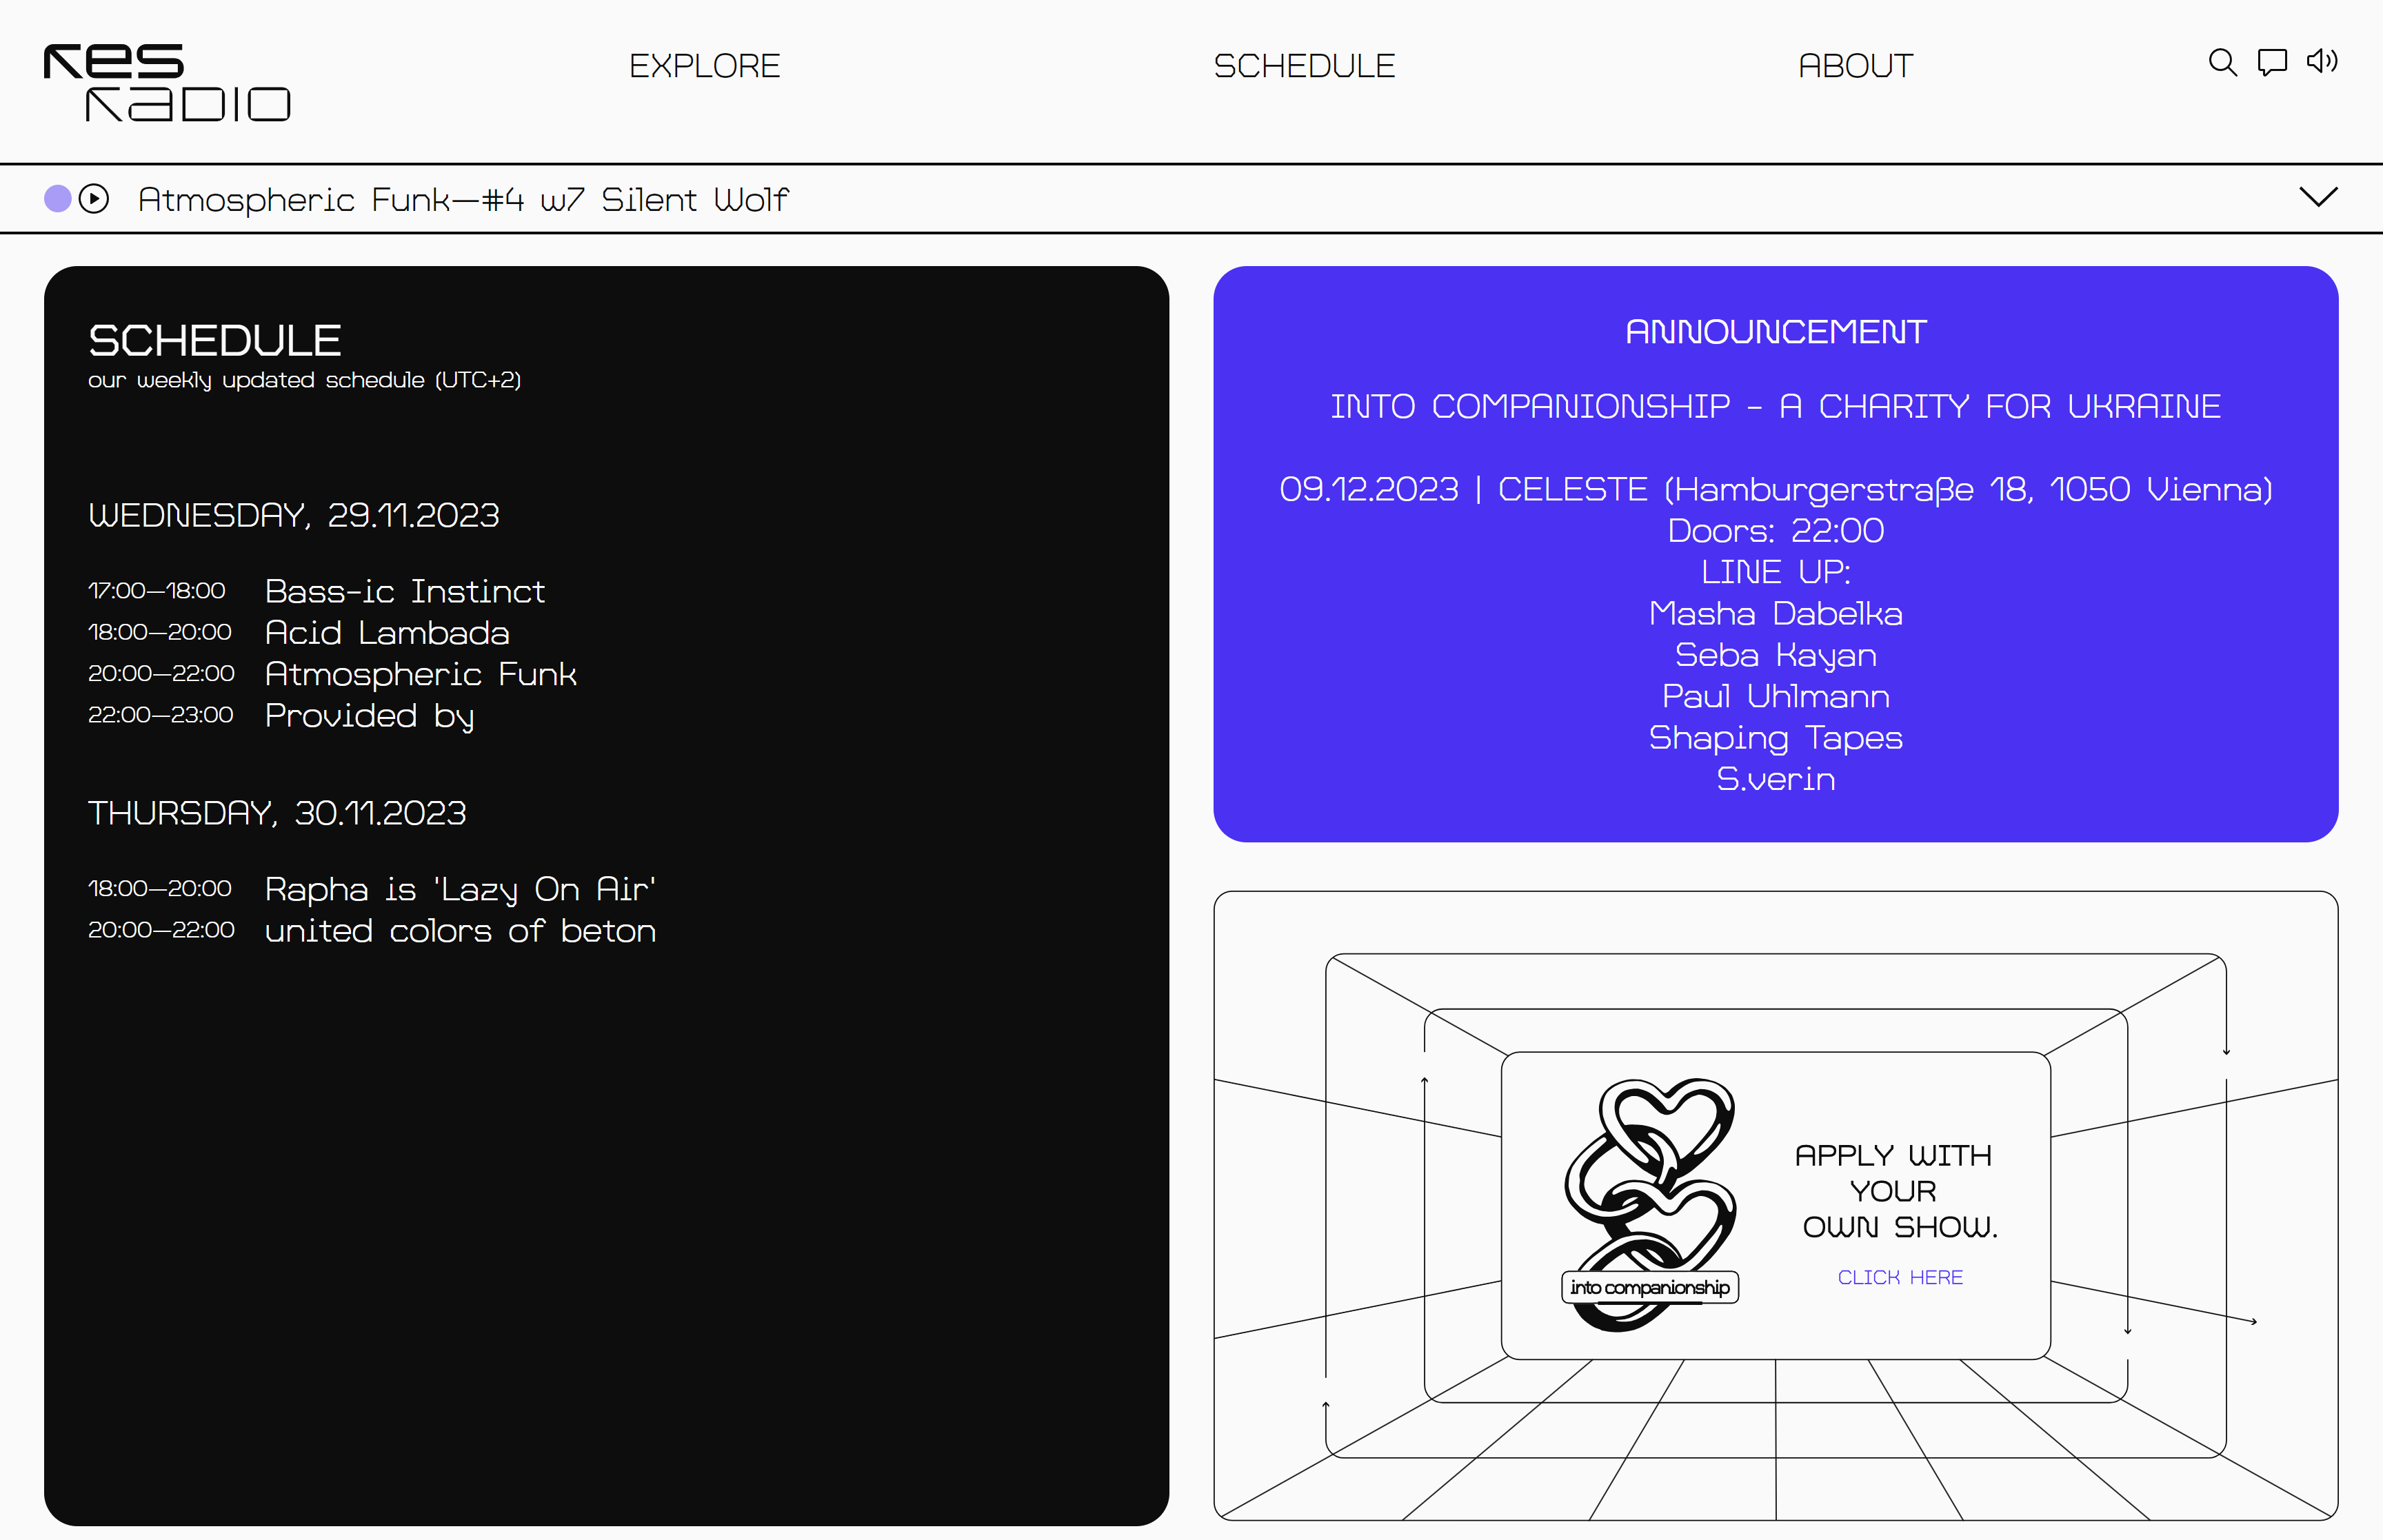 res
radio
EXPLORE
SCHEDULE
ABOUT
Atmospheric Funk—#4 w7 Silent Wolf
SCHEDULE
our weekly updated schedule (UTC+2)
WEDNESDAY, 29.11.2023
17:00—18:00 Bass-ic Instinct
18:00—20:00 Acid Lambada
20:00—22:00 Atmospheric Funk
22:00—23:00 Provided by
THURSDAY, 30.11.2023
18:00—20:00 Rapha is 'Lazy On Air'
20:00—22:00 united colors of beton
ANNOUNCEMENT
INTO COMPANIONSHIP - A CHARITY FOR UKRAINE
09.12.2023 | CELESTE (Hamburgerstraße 18, 1050 Vienna)
Doors: 22:00
LINE UP:
Masha Dabelka
Seba Kayan
Paul Uhlmann
Shaping Tapes
S.verin
into companionship
APPLY WITH
YOUR
OWN SHOW.
CLICK HERE